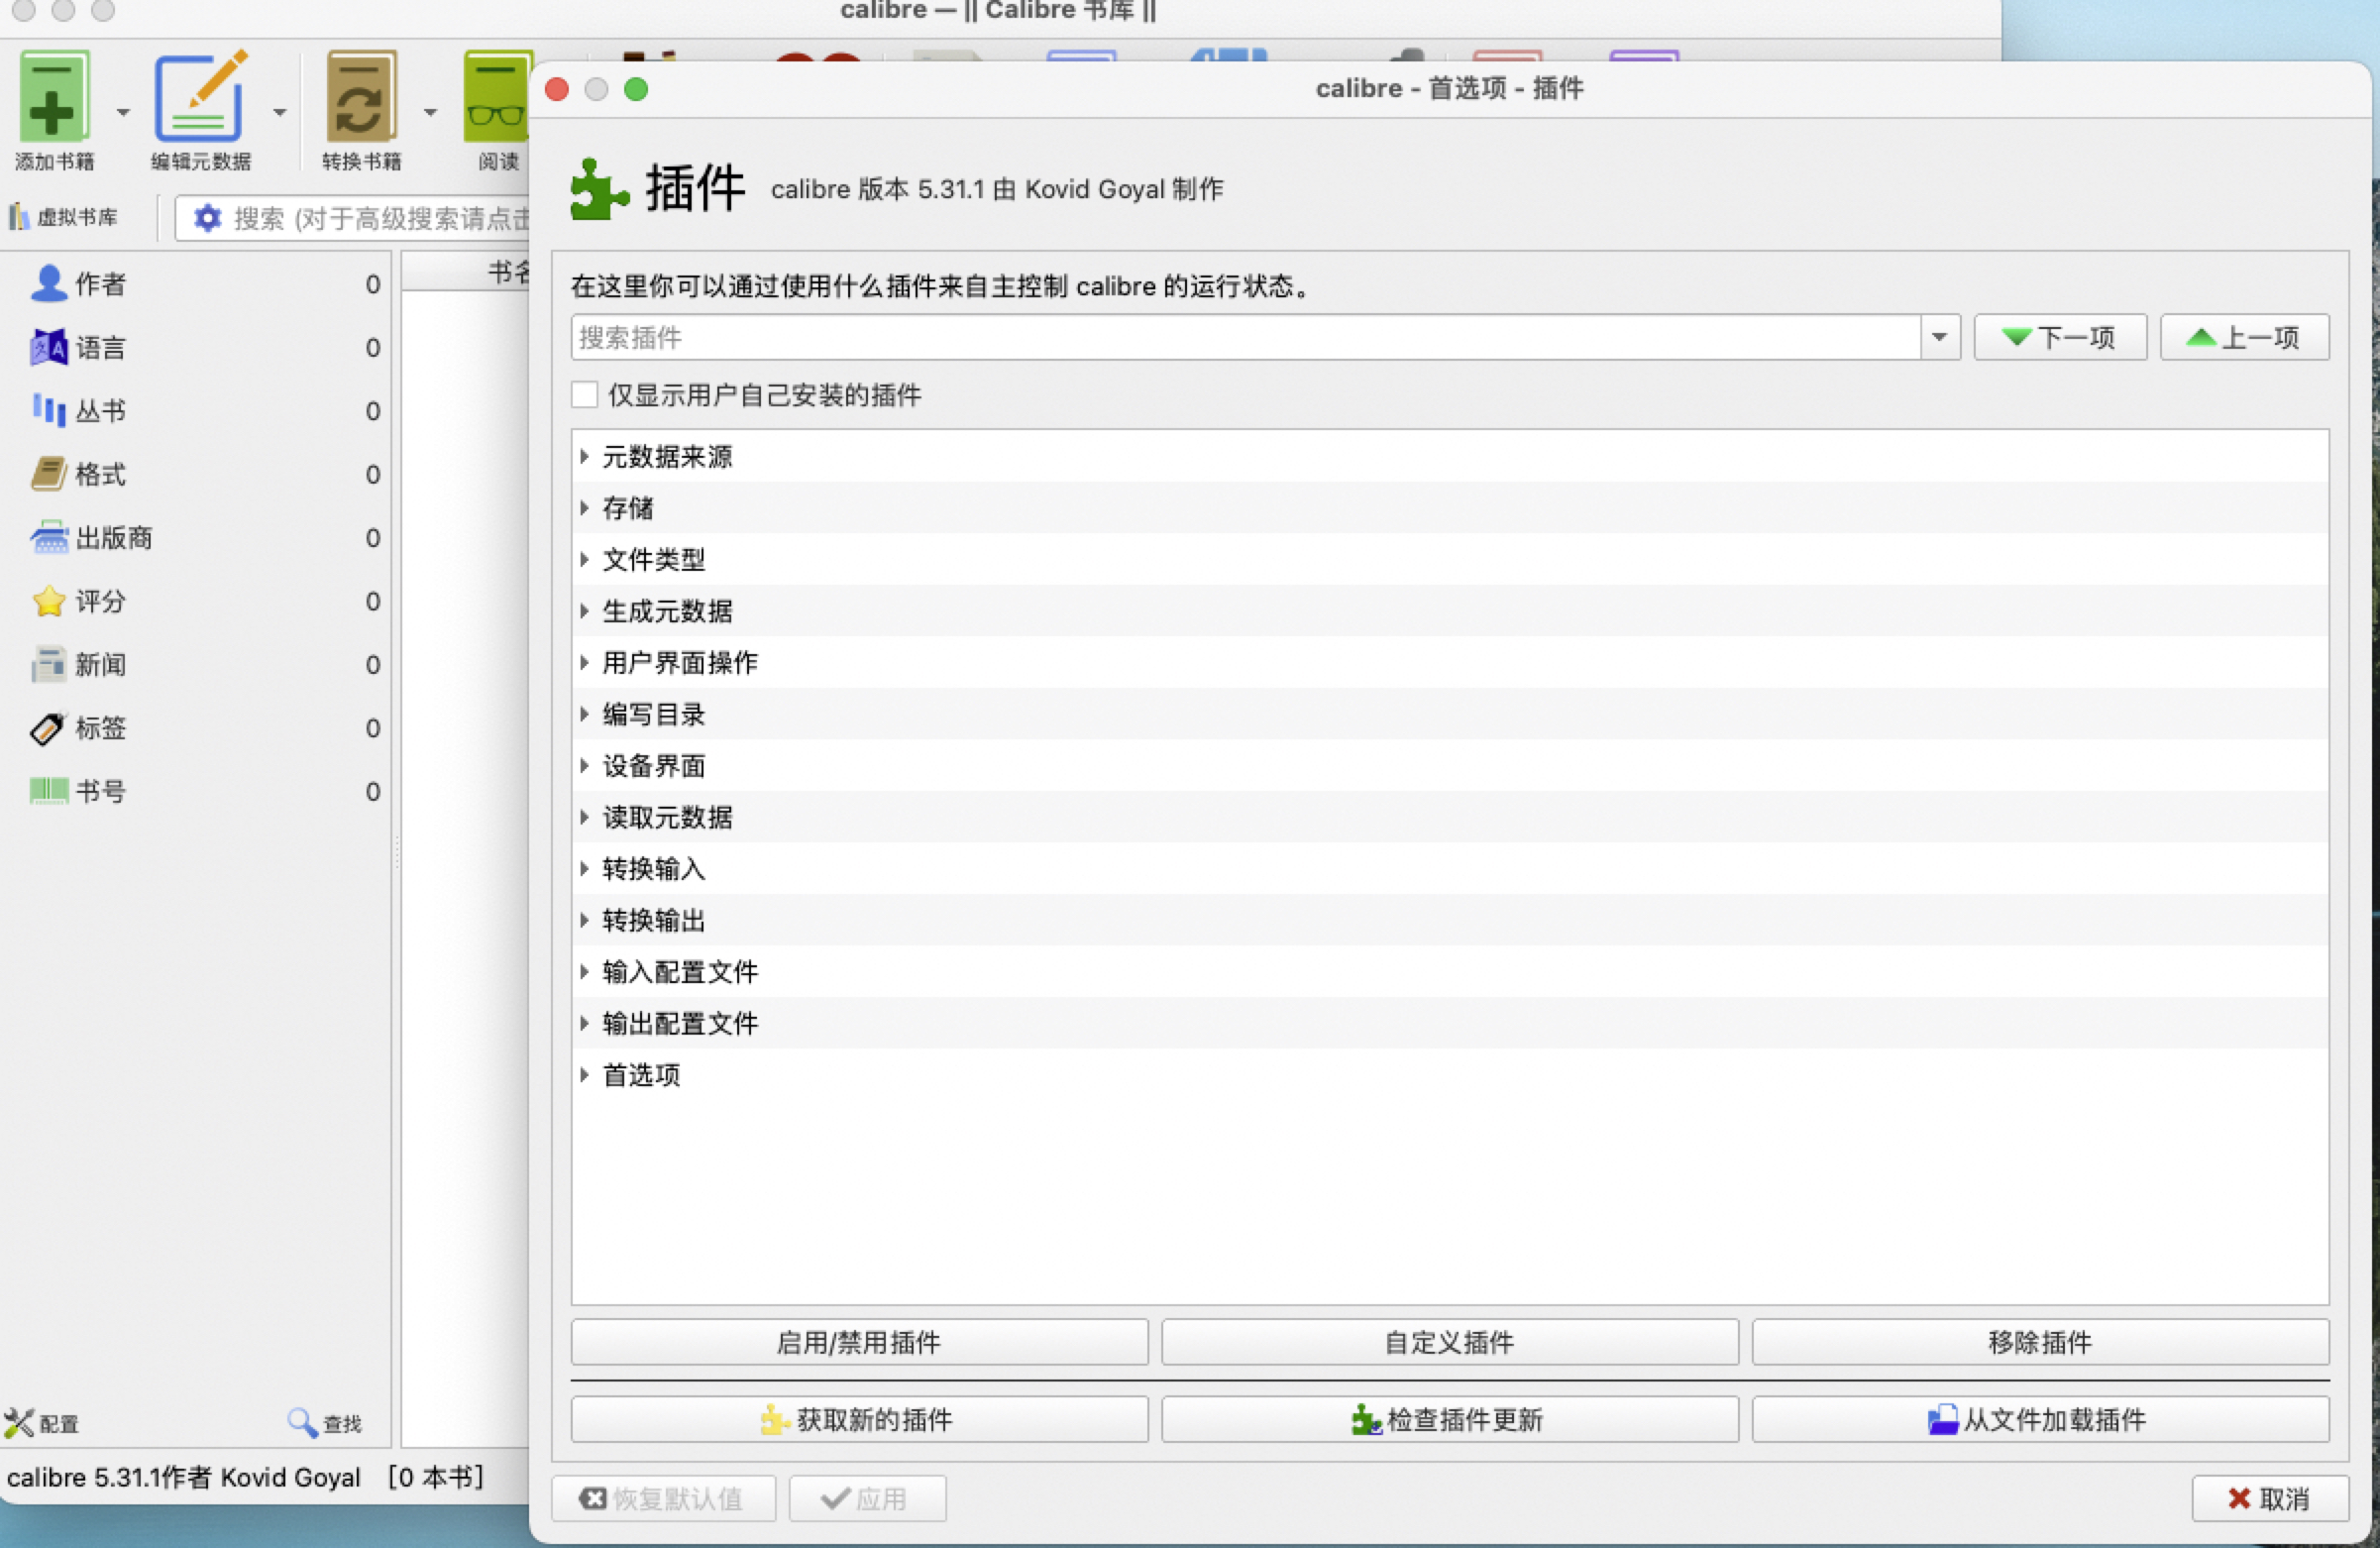 calibre — || Calibre 书库 ||
添加书籍
编辑元数据
转换书籍
阅读
虚拟书库
搜索 (对于高级搜索请点击
作者 0
语言 0
丛书 0
格式 0
出版商 0
评分 0
新闻 0
标签 0
书号 0
书名
配置
查找
calibre 5.31.1作者 Kovid Goyal [0 本书]
calibre - 首选项 - 插件
插件 calibre 版本 5.31.1 由 Kovid Goyal 制作
在这里你可以通过使用什么插件来自主控制 calibre 的运行状态。
搜索插件
下一项
上一项
仅显示用户自己安装的插件
元数据来源
存储
文件类型
生成元数据
用户界面操作
编写目录
设备界面
读取元数据
转换输入
转换输出
输入配置文件
输出配置文件
首选项
启用/禁用插件
自定义插件
移除插件
获取新的插件
检查插件更新
从文件加载插件
恢复默认值
应用
取消